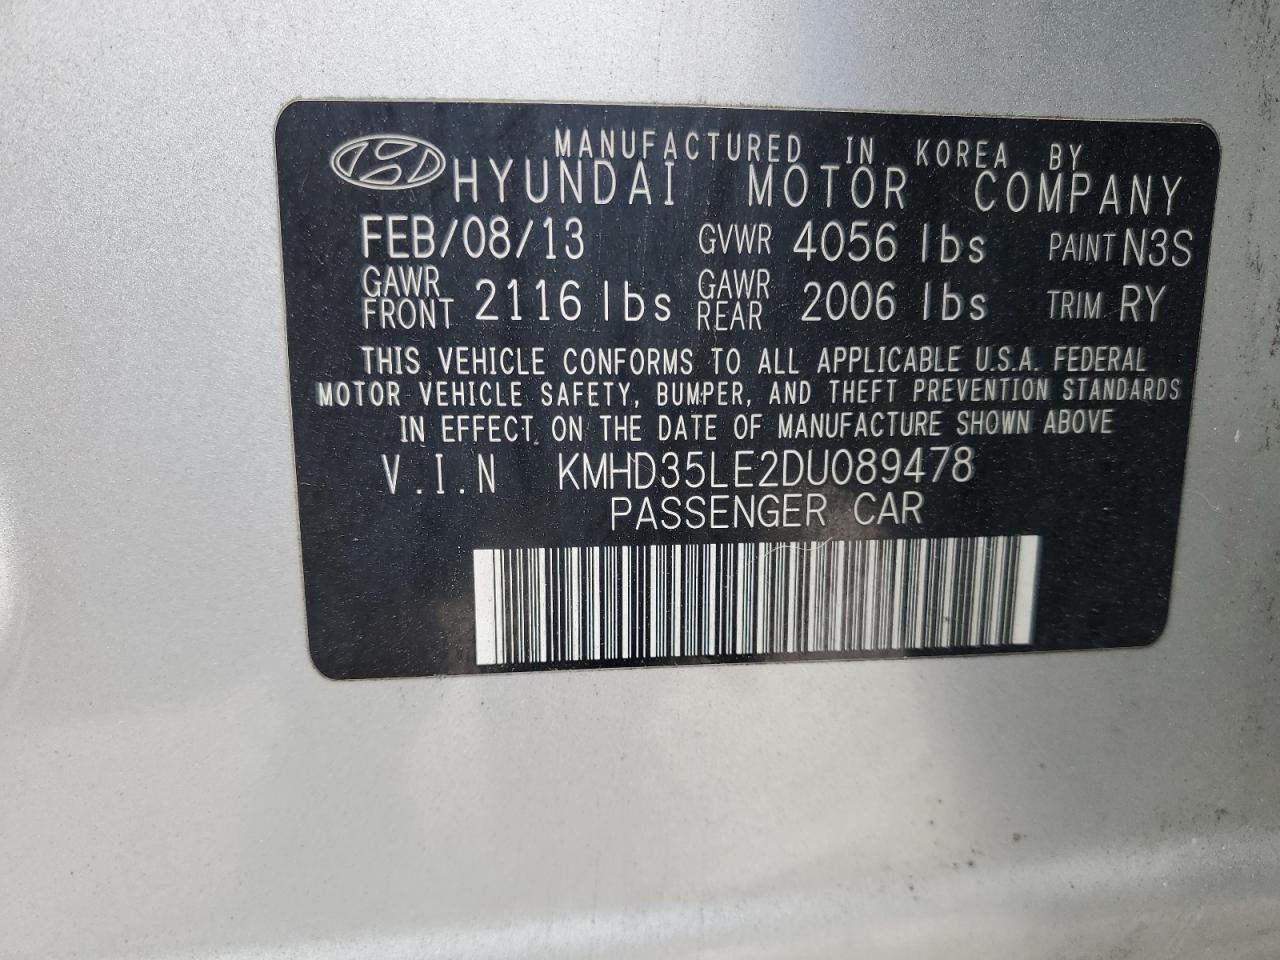 MANUFACTURED IN KOREA BY
HYUNDAI MOTOR COMPANY
FEB/08/13 GVWR 4056 lbs PAINT N3S
GAWR FRONT 2116 lbs GAWR REAR 2006 lbs TRIM RY
THIS VEHICLE CONFORMS TO ALL APPLICABLE U.S.A. FEDERAL
MOTOR VEHICLE SAFETY, BUMPER, AND THEFT PREVENTION STANDARDS
IN EFFECT ON THE DATE OF MANUFACTURE SHOWN ABOVE
V.I.N KMHD35LE2DU089478
PASSENGER CAR